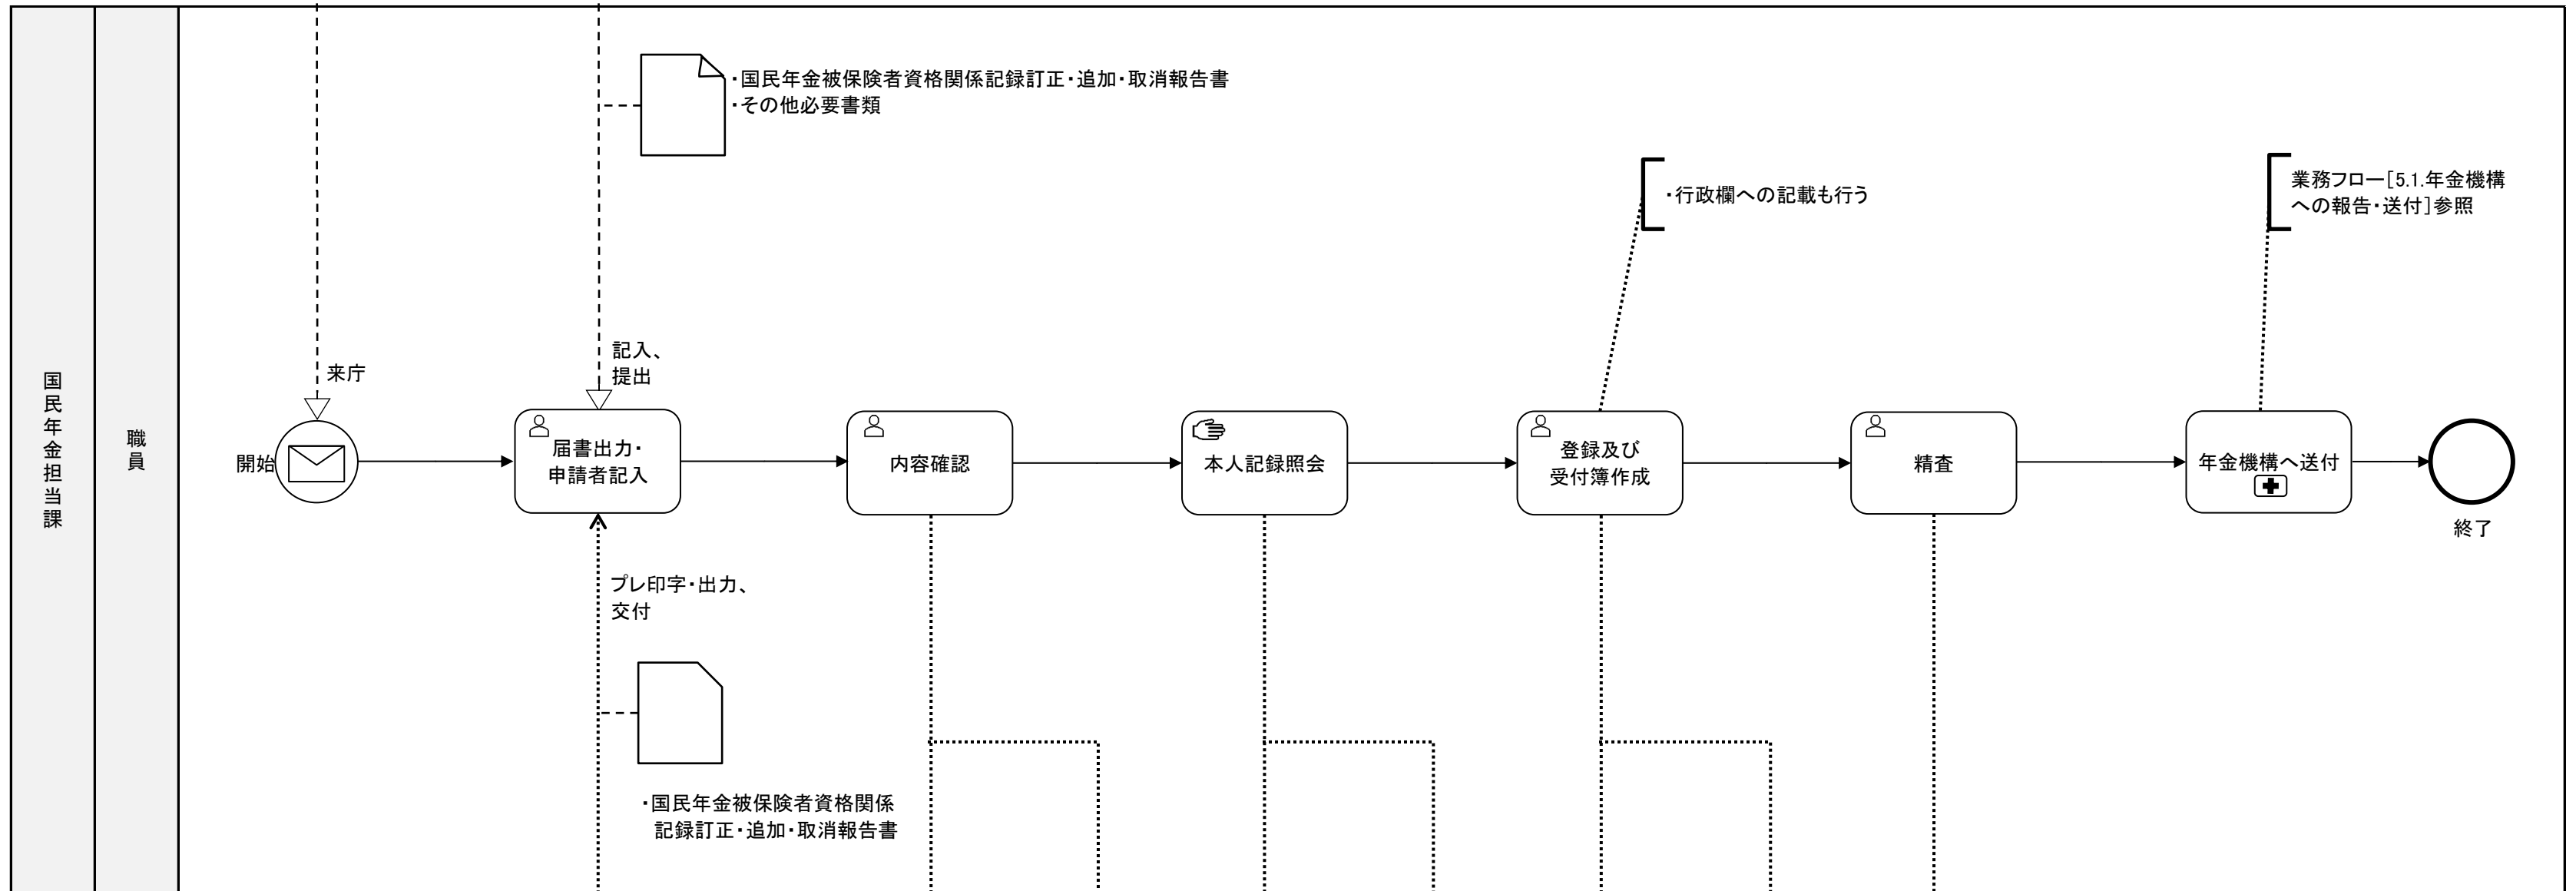 国民年金担当課
職員
・国民年金被保険者資格関係記録訂正・追加・取消報告書
・その他必要書類
・行政欄への記載も行う
業務フロー[5.1.年金機構
への報告・送付]参照
来庁
記入、
提出
開始
届書出力・
申請者記入
内容確認
本人記録照会
登録及び
受付簿作成
精査
年金機構へ送付
終了
プレ印字・出力、
交付
・国民年金被保険者資格関係
記録訂正・追加・取消報告書